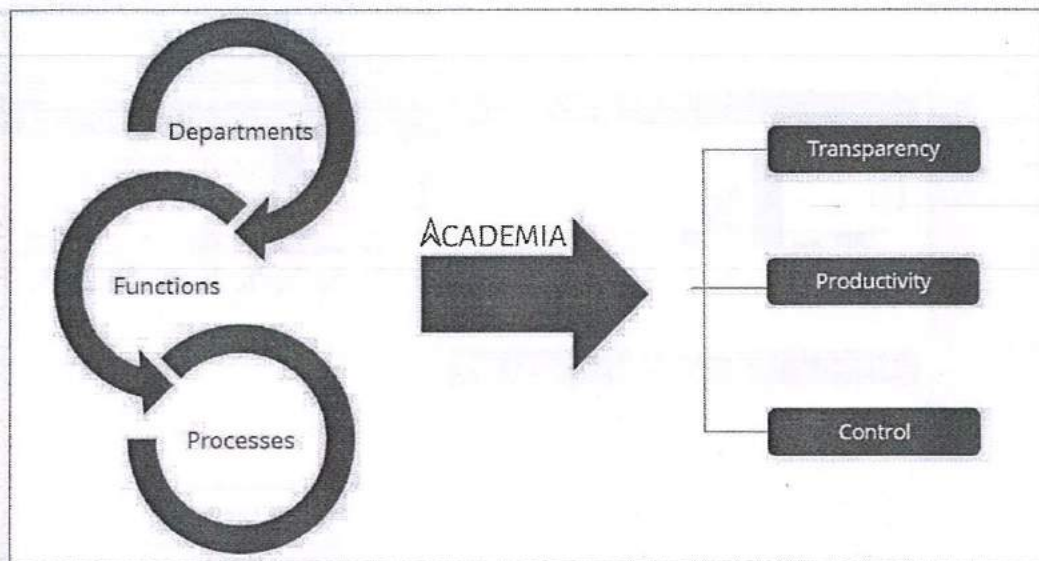 Departments
Functions
Processes
ACADEMIA
Transparency
Productivity
Control